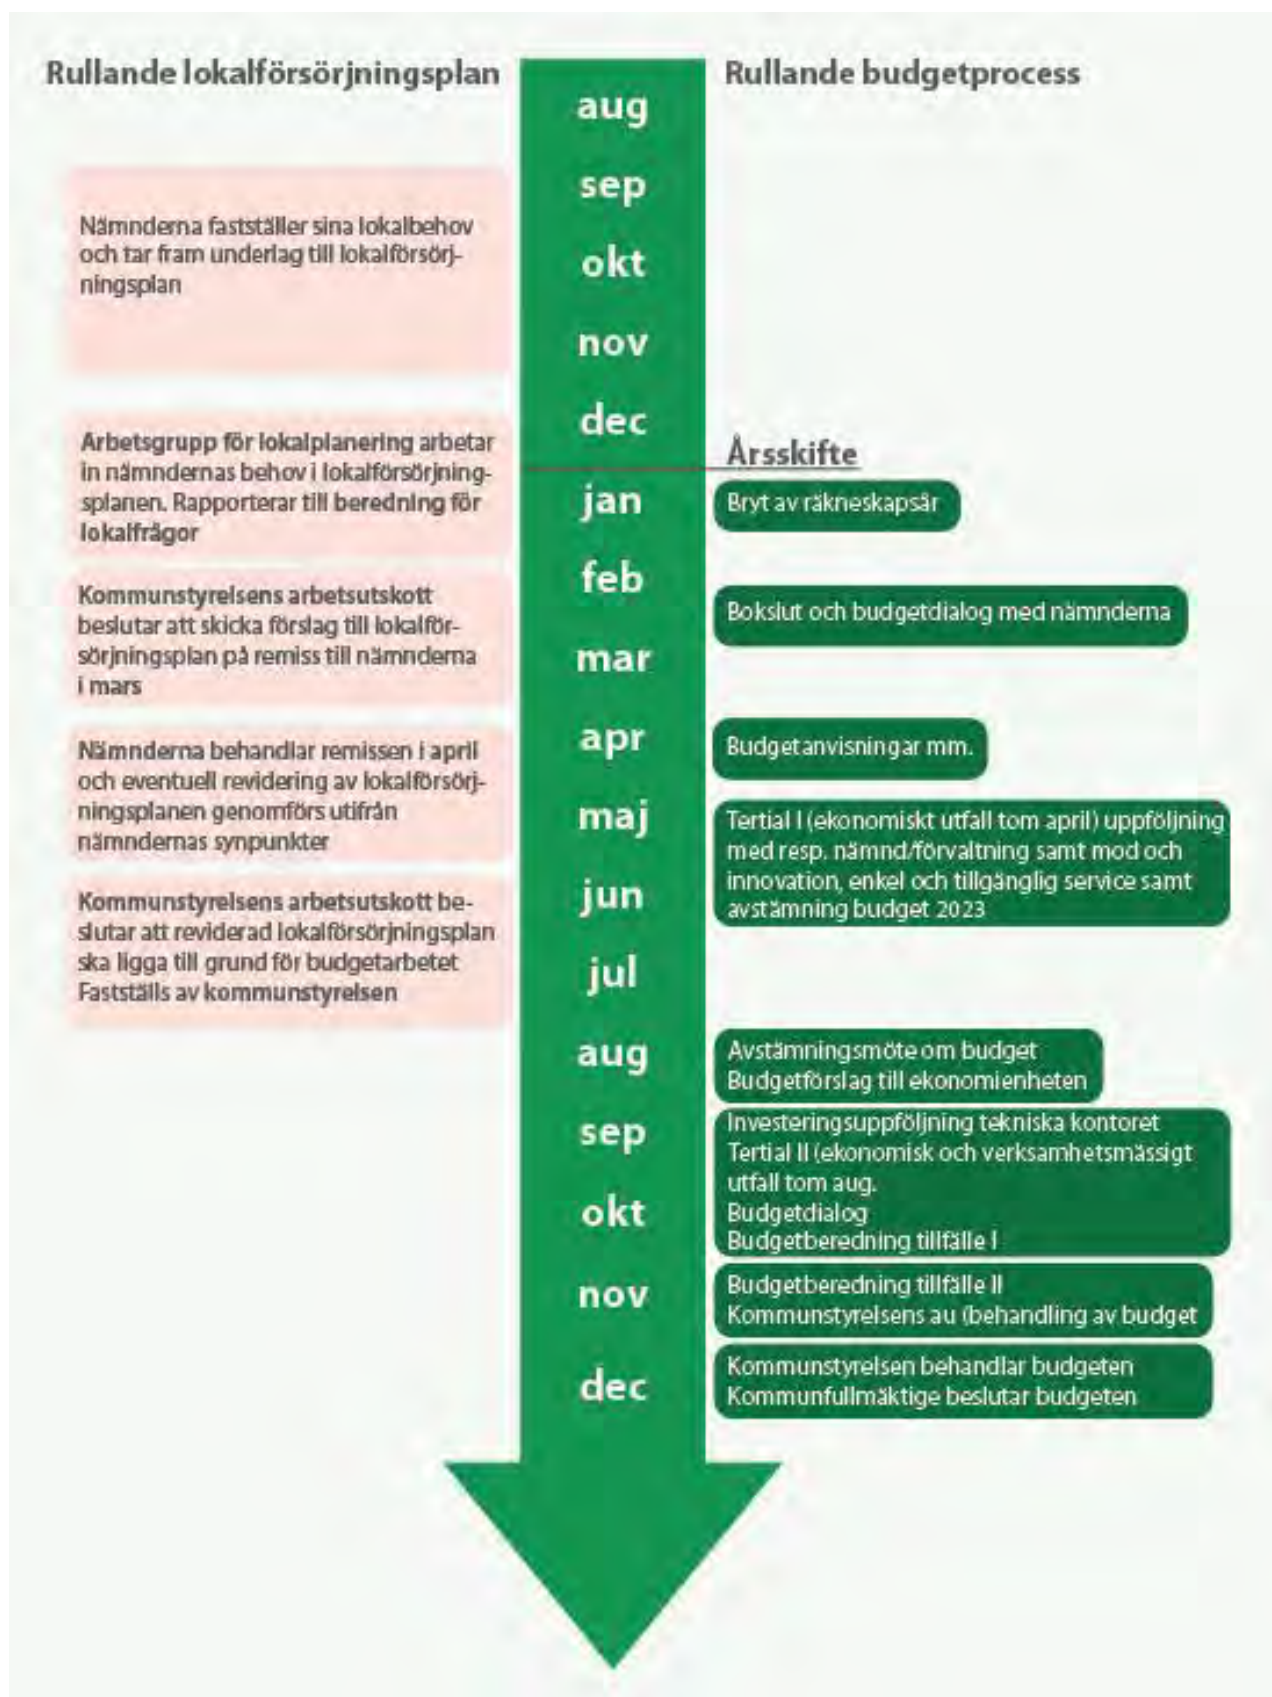 Rullande lokalförsörjningsplan
Nämnderna fastställer sina lokalbehov
och tar fram underlag till lokalförsörj-
ningsplan
Arbetsgrupp för lokalplanering arbetar
in nämndernas behov i lokalförsörjning-
splanen. Rapporterar till beredning för
lokalfrågor
Kommunstyrelsens arbetsutskott
beslutar att skicka förslag till lokalför-
sörjningsplan på remiss till nämnderna
i mars
Nämnderna behandlar remissen i april
och eventuell revidering av lokalförsörj-
ningsplanen genomförs utifrån
nämndernas synpunkter
Kommunstyrelsens arbetsutskott be-
slutar att reviderad lokalförsörjningsplan
ska ligga till grund för budgetarbetet
Fastställs av kommunstyrelsen
aug
sep
okt
nov
dec
jan
feb
mar
apr
maj
jun
jul
aug
sep
okt
nov
dec
Rullande budgetprocess
Årsskifte
Bryt av räkneskapsår
Bokslut och budgetdialog med nämnderna
Budgetanvisningar mm.
Tertial I (ekonomiskt utfall tom april) uppföljning
med resp. nämnd/förvaltning samt mod och
innovation, enkel och tillgänglig service samt
avstämning budget 2023
Avstämningsmöte om budget
Budgetförslag till ekonomienheten
Investeringsuppföljning tekniska kontoret
Tertial II (ekonomisk och verksamhetsmässigt
utfall tom aug.
Budgetdialog
Budgetberedning tillfälle I
Budgetberedning tillfälle II
Kommunstyrelsens au (behandling av budget
Kommunstyrelsen behandlar budgeten
Kommunfullmäktige beslutar budgeten